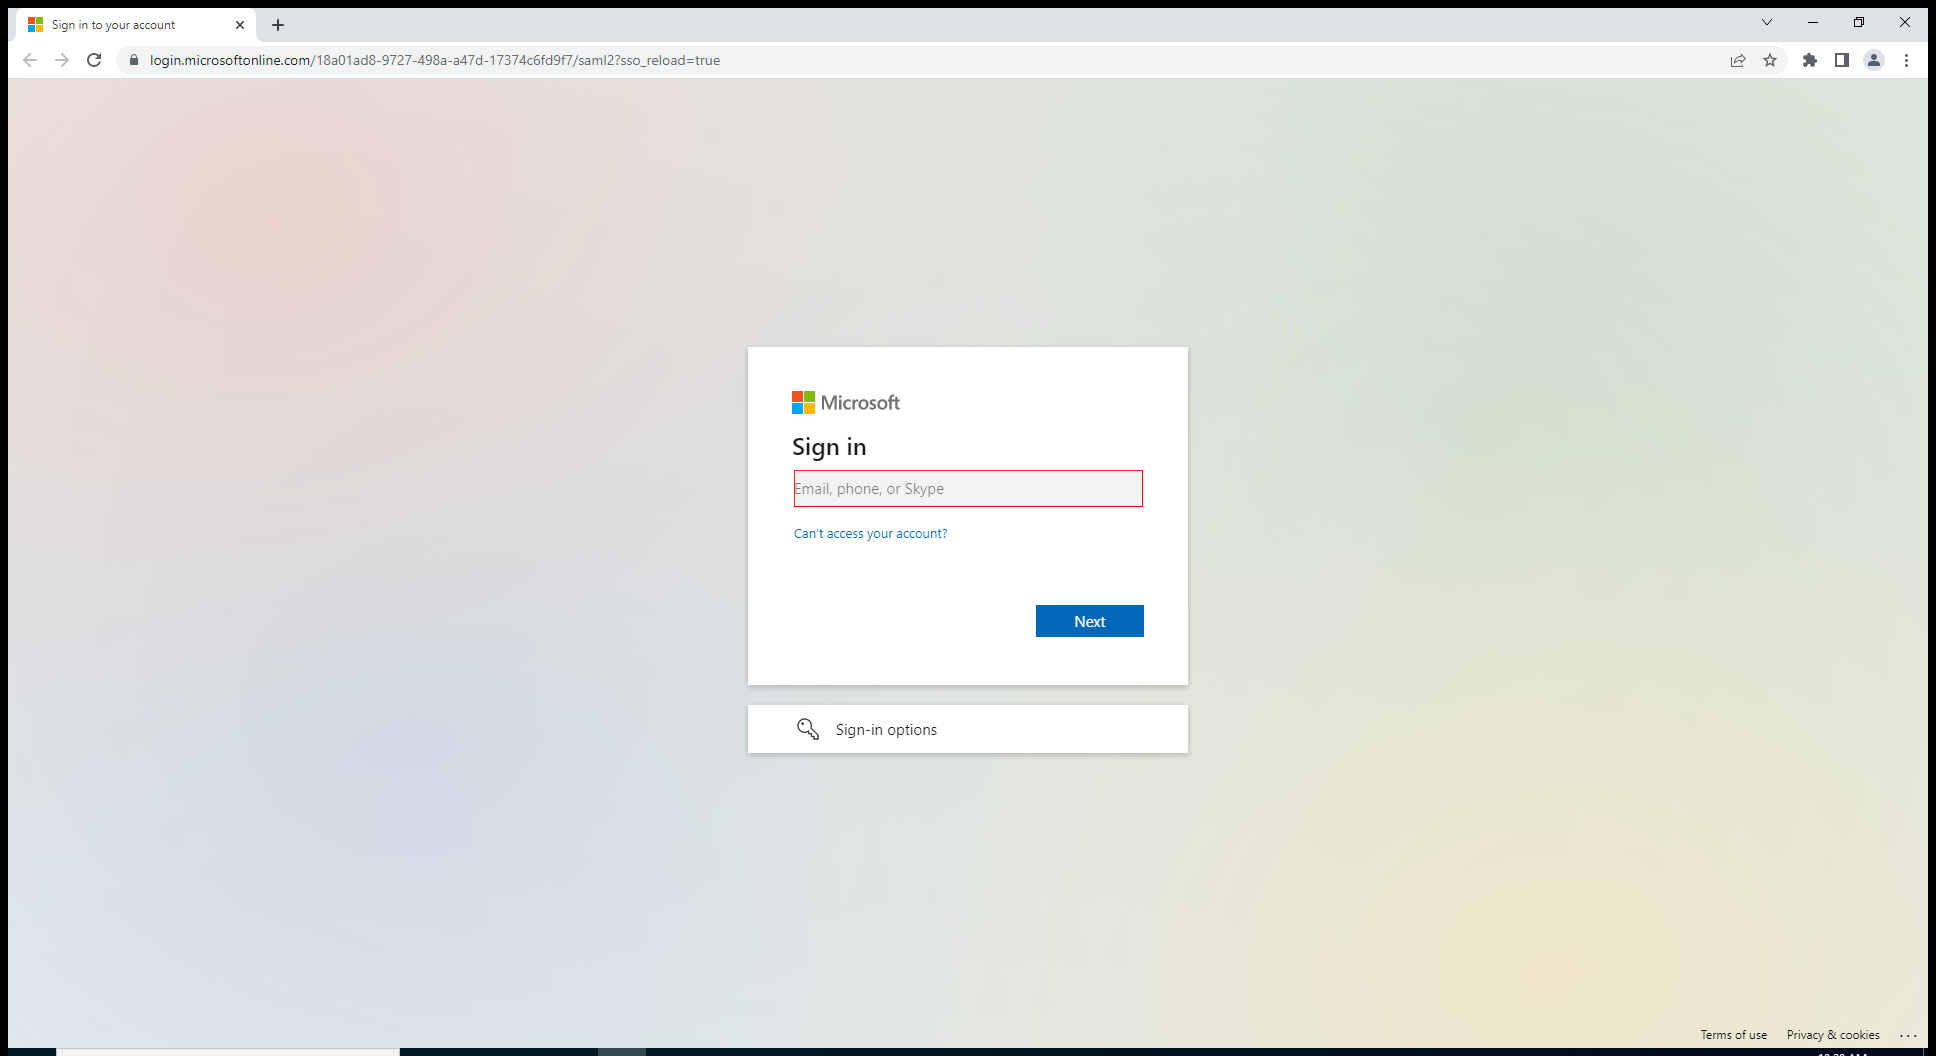 Sign in to your account
login.microsoftonline.com/18a01ad8-9727-498a-a47d-17374c6fd9f7/saml2?sso_reload=true
Microsoft
Sign in
Email, phone, or Skype
Can't access your account?
Next
Sign-in options
Terms of use Privacy & cookies ...